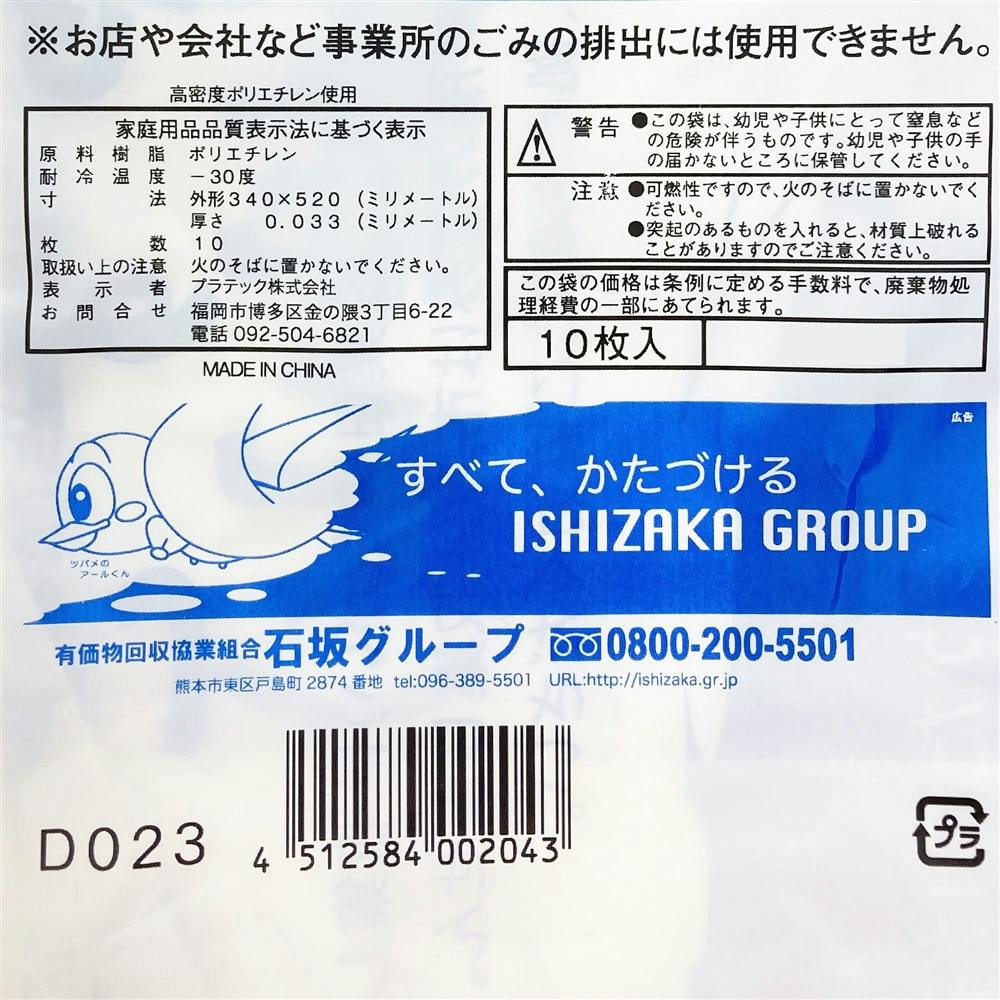 ※お店や会社など事業所のごみの排出には使用できません。
高密度ポリエチレン使用
家庭用品品質表示法に基づく表示
原料樹脂 ポリエチレン
耐冷温度 －30度
寸法 外形340×520（ミリメートル）
厚さ 0.033（ミリメートル）
枚数 10
取扱い上の注意 火のそばに置かないでください。
表示者 プラテック株式会社
お問合せ 福岡市博多区金の隈3丁目6-22
電話 092-504-6821
MADE IN CHINA
警告 ●この袋は、幼児や子供にとって窒息など
の危険が伴うものです。幼児や子供の手
の届かないところに保管してください。
注意 ●可燃性ですので、火のそばに置かないでく
ださい。
●突起のあるものを入れると、材質上破れる
ことがありますのでご注意ください。
この袋の価格は条例に定める手数料で、廃棄物処
理経費の一部にあてられます。
10枚入
広告
すべて、かたづける
ISHIZAKA GROUP
ツバメの
アールくん
有価物回収協業組合石坂グループ 0800-200-5501
熊本市東区戸島町2874番地 tel:096-389-5501 URL:http://ishizaka.gr.jp
D023
4 512584 002043
プラ